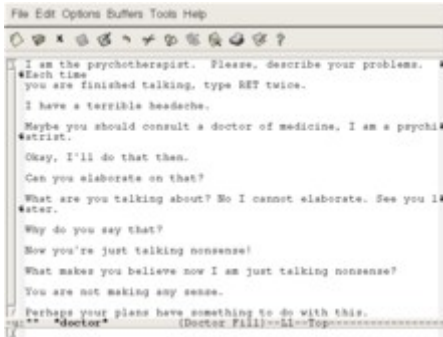 File Edit Options Buffers Tools Help
I am the psychotherapist.  Please, describe your problems.
Each time
you are finished talking, type RET twice.
I have a terrible headache.
Maybe you should consult a doctor of medicine, I am a psychi
atrist.
Okay, I'll do that then.
Can you elaborate on that?
What are you talking about? No I cannot elaborate. See you l
ater.
Why do you say that?
Now you're just talking nonsense!
What makes you believe now I am just talking nonsense?
You are not making any sense.
Perhaps your plans have something to do with this.
-u:** *doctor* (Doctor Fill)--L1--Top----------------